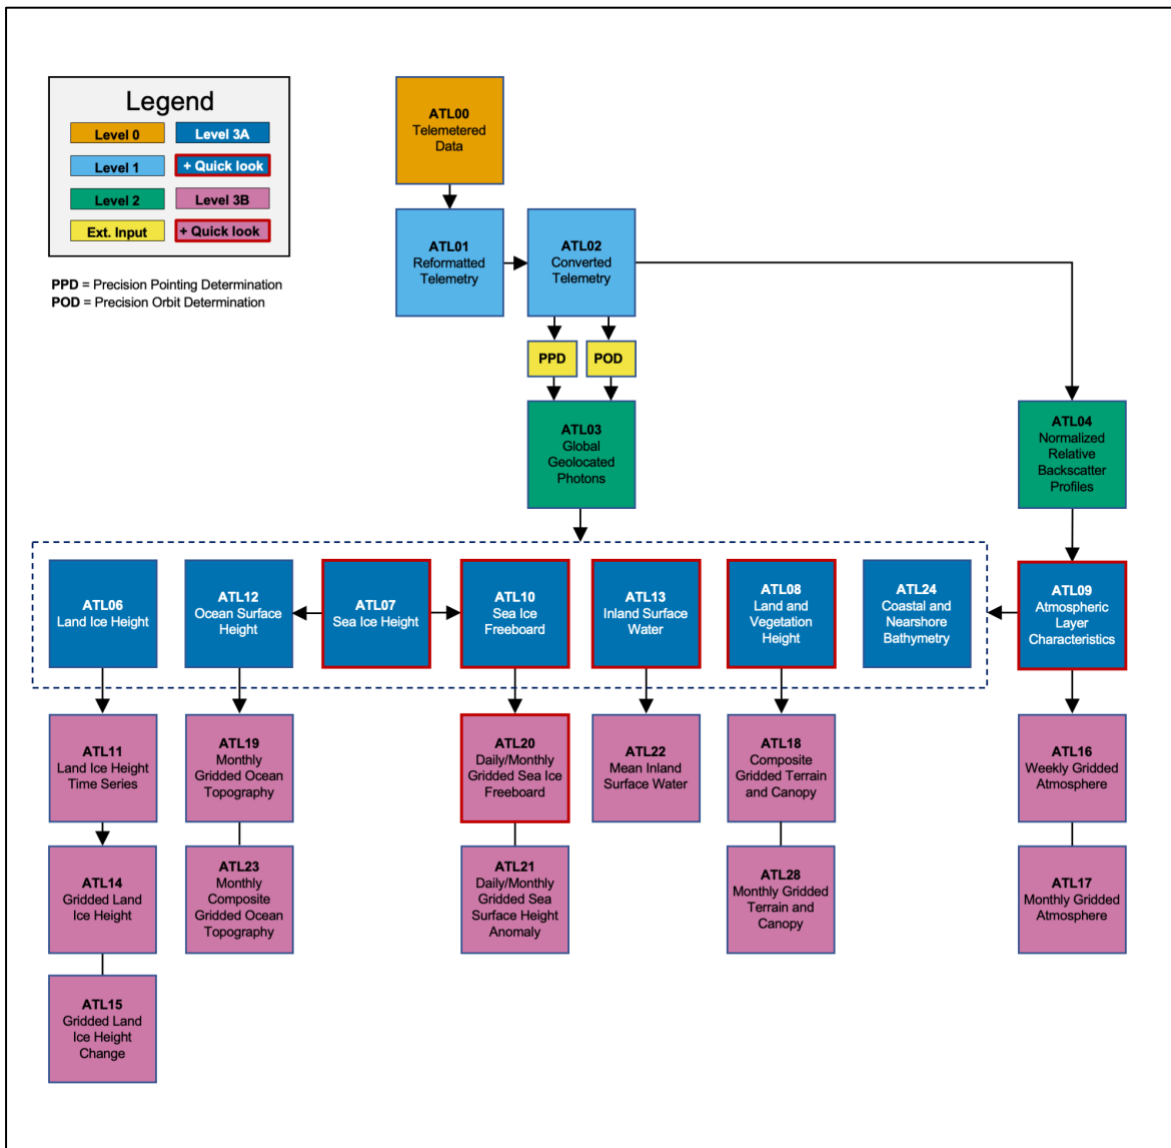 Legend
Level 0
Level 3A
Level 1
+ Quick look
Level 2
Level 3B
Ext. Input
+ Quick look
PPD = Precision Pointing Determination
POD = Precision Orbit Determination
ATL00
Telemetered
Data
ATL01
Reformatted
Telemetry
ATL02
Converted
Telemetry
PPD
POD
ATL03
Global
Geolocated
Photons
ATL04
Normalized
Relative
Backscatter
Profiles
ATL06
Land Ice Height
ATL12
Ocean Surface
Height
ATL07
Sea Ice Height
ATL10
Sea Ice
Freeboard
ATL13
Inland Surface
Water
ATL08
Land and
Vegetation
Height
ATL24
Coastal and
Nearshore
Bathymetry
ATL09
Atmospheric
Layer
Characteristics
ATL11
Land Ice Height
Time Series
ATL19
Monthly
Gridded Ocean
Topography
ATL20
Daily/Monthly
Gridded Sea Ice
Freeboard
ATL22
Mean Inland
Surface Water
ATL18
Composite
Gridded Terrain
and Canopy
ATL16
Weekly Gridded
Atmosphere
ATL14
Gridded Land
Ice Height
ATL23
Monthly
Composite
Gridded Ocean
Topography
ATL21
Daily/Monthly
Gridded Sea
Surface Height
Anomaly
ATL28
Monthly Gridded
Terrain and
Canopy
ATL17
Monthly Gridded
Atmosphere
ATL15
Gridded Land
Ice Height
Change